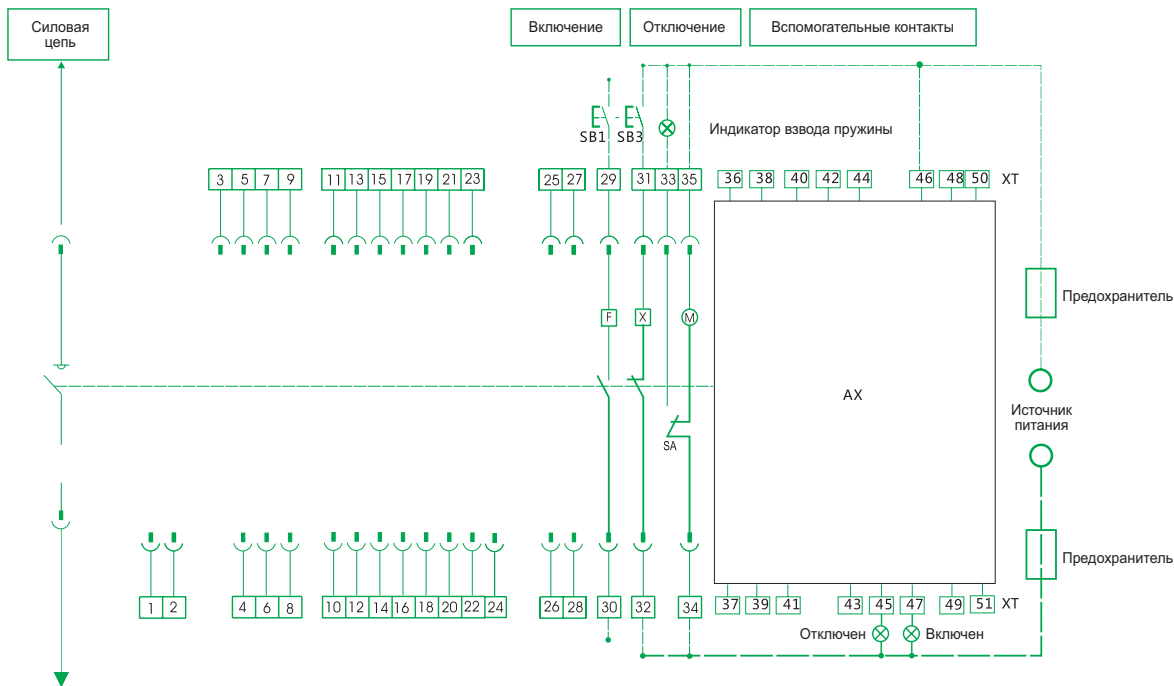 Силовая
цепь
Включение
Отключение
Вспомогательные контакты
SB1
SB3
Индикатор взвода пружины
3 5 7 9 11 13 15 17 19 21 23 25 27 29 31 33 35 36 38 40 42 44 46 48 50 XT
Предохранитель
F X M
AX
Источник
питания
SA
Предохранитель
1 2 4 6 8 10 12 14 16 18 20 22 24 26 28 30 32 34 37 39 41 43 45 47 49 51 XT
Отключен
Включен